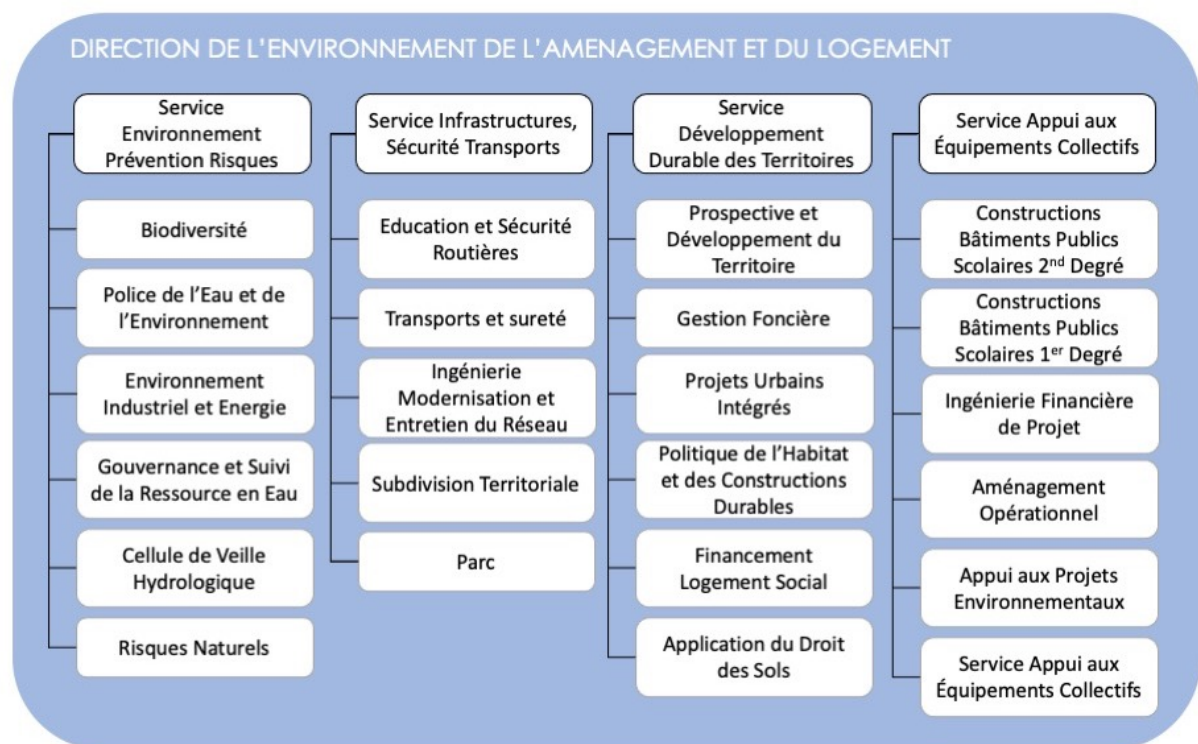 DIRECTION DE L’ENVIRONNEMENT DE L’AMENAGEMENT ET DU LOGEMENT
Service
Environnement
Prévention Risques
Biodiversité
Police de l’Eau et de
l’Environnement
Environnement
Industriel et Energie
Gouvernance et Suivi
de la Ressource en Eau
Cellule de Veille
Hydrologique
Risques Naturels
Service Infrastructures,
Sécurité Transports
Education et Sécurité
Routières
Transports et sureté
Ingénierie
Modernisation et
Entretien du Réseau
Subdivision Territoriale
Parc
Service
Développement
Durable des Territoires
Prospective et
Développement du
Territoire
Gestion Foncière
Projets Urbains
Intégrés
Politique de l’Habitat
et des Constructions
Durables
Financement
Logement Social
Application du Droit
des Sols
Service Appui aux
Équipements Collectifs
Constructions
Bâtiments Publics
Scolaires 2nd Degré
Constructions
Bâtiments Publics
Scolaires 1er Degré
Ingénierie Financière
de Projet
Aménagement
Opérationnel
Appui aux Projets
Environnementaux
Service Appui aux
Équipements Collectifs